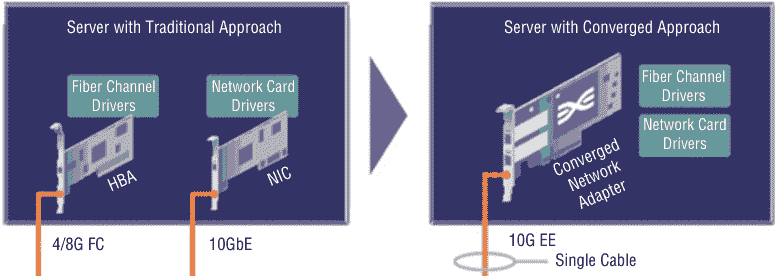 Server with Traditional Approach
Fiber Channel
Drivers
Network Card
Drivers
HBA
NIC
4/8G FC
10GbE
Server with Converged Approach
Fiber Channel
Drivers
Network Card
Drivers
Converged
Network
Adapter
10G EE
Single Cable